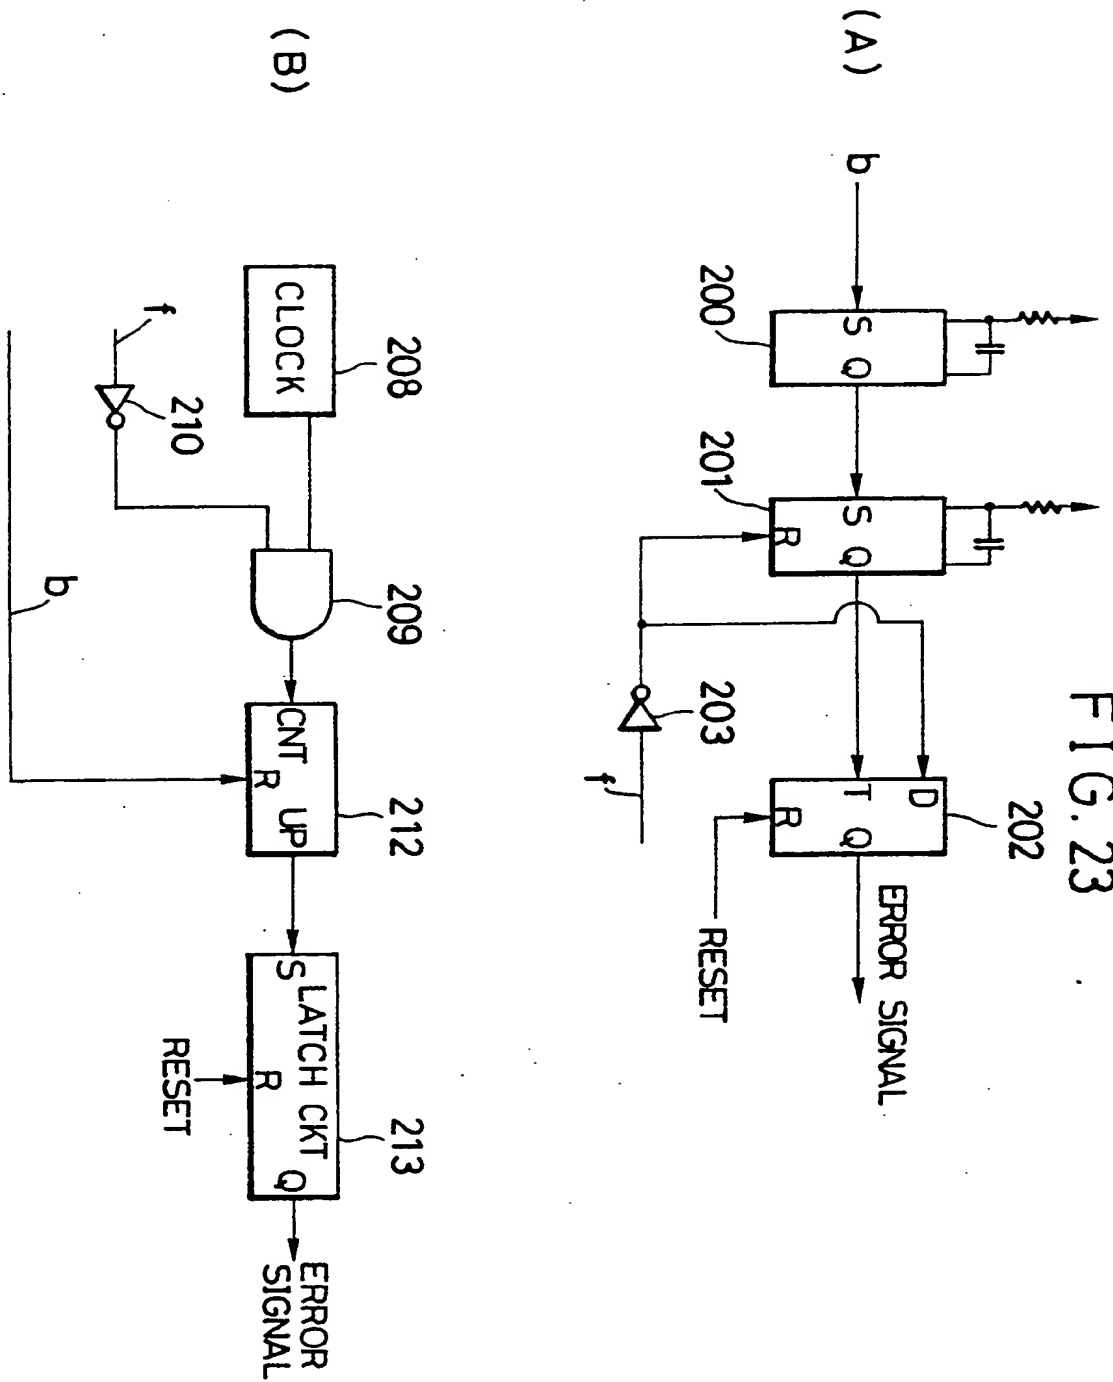 FIG. 23
(A)
b
200
S
Q
201
S
Q
R
203
f
202
D
T
Q
R
RESET
ERROR SIGNAL
(B)
208
CLOCK
f
210
209
b
212
CNT
R
UP
213
S
LATCH CKT
R
Q
RESET
ERROR
SIGNAL